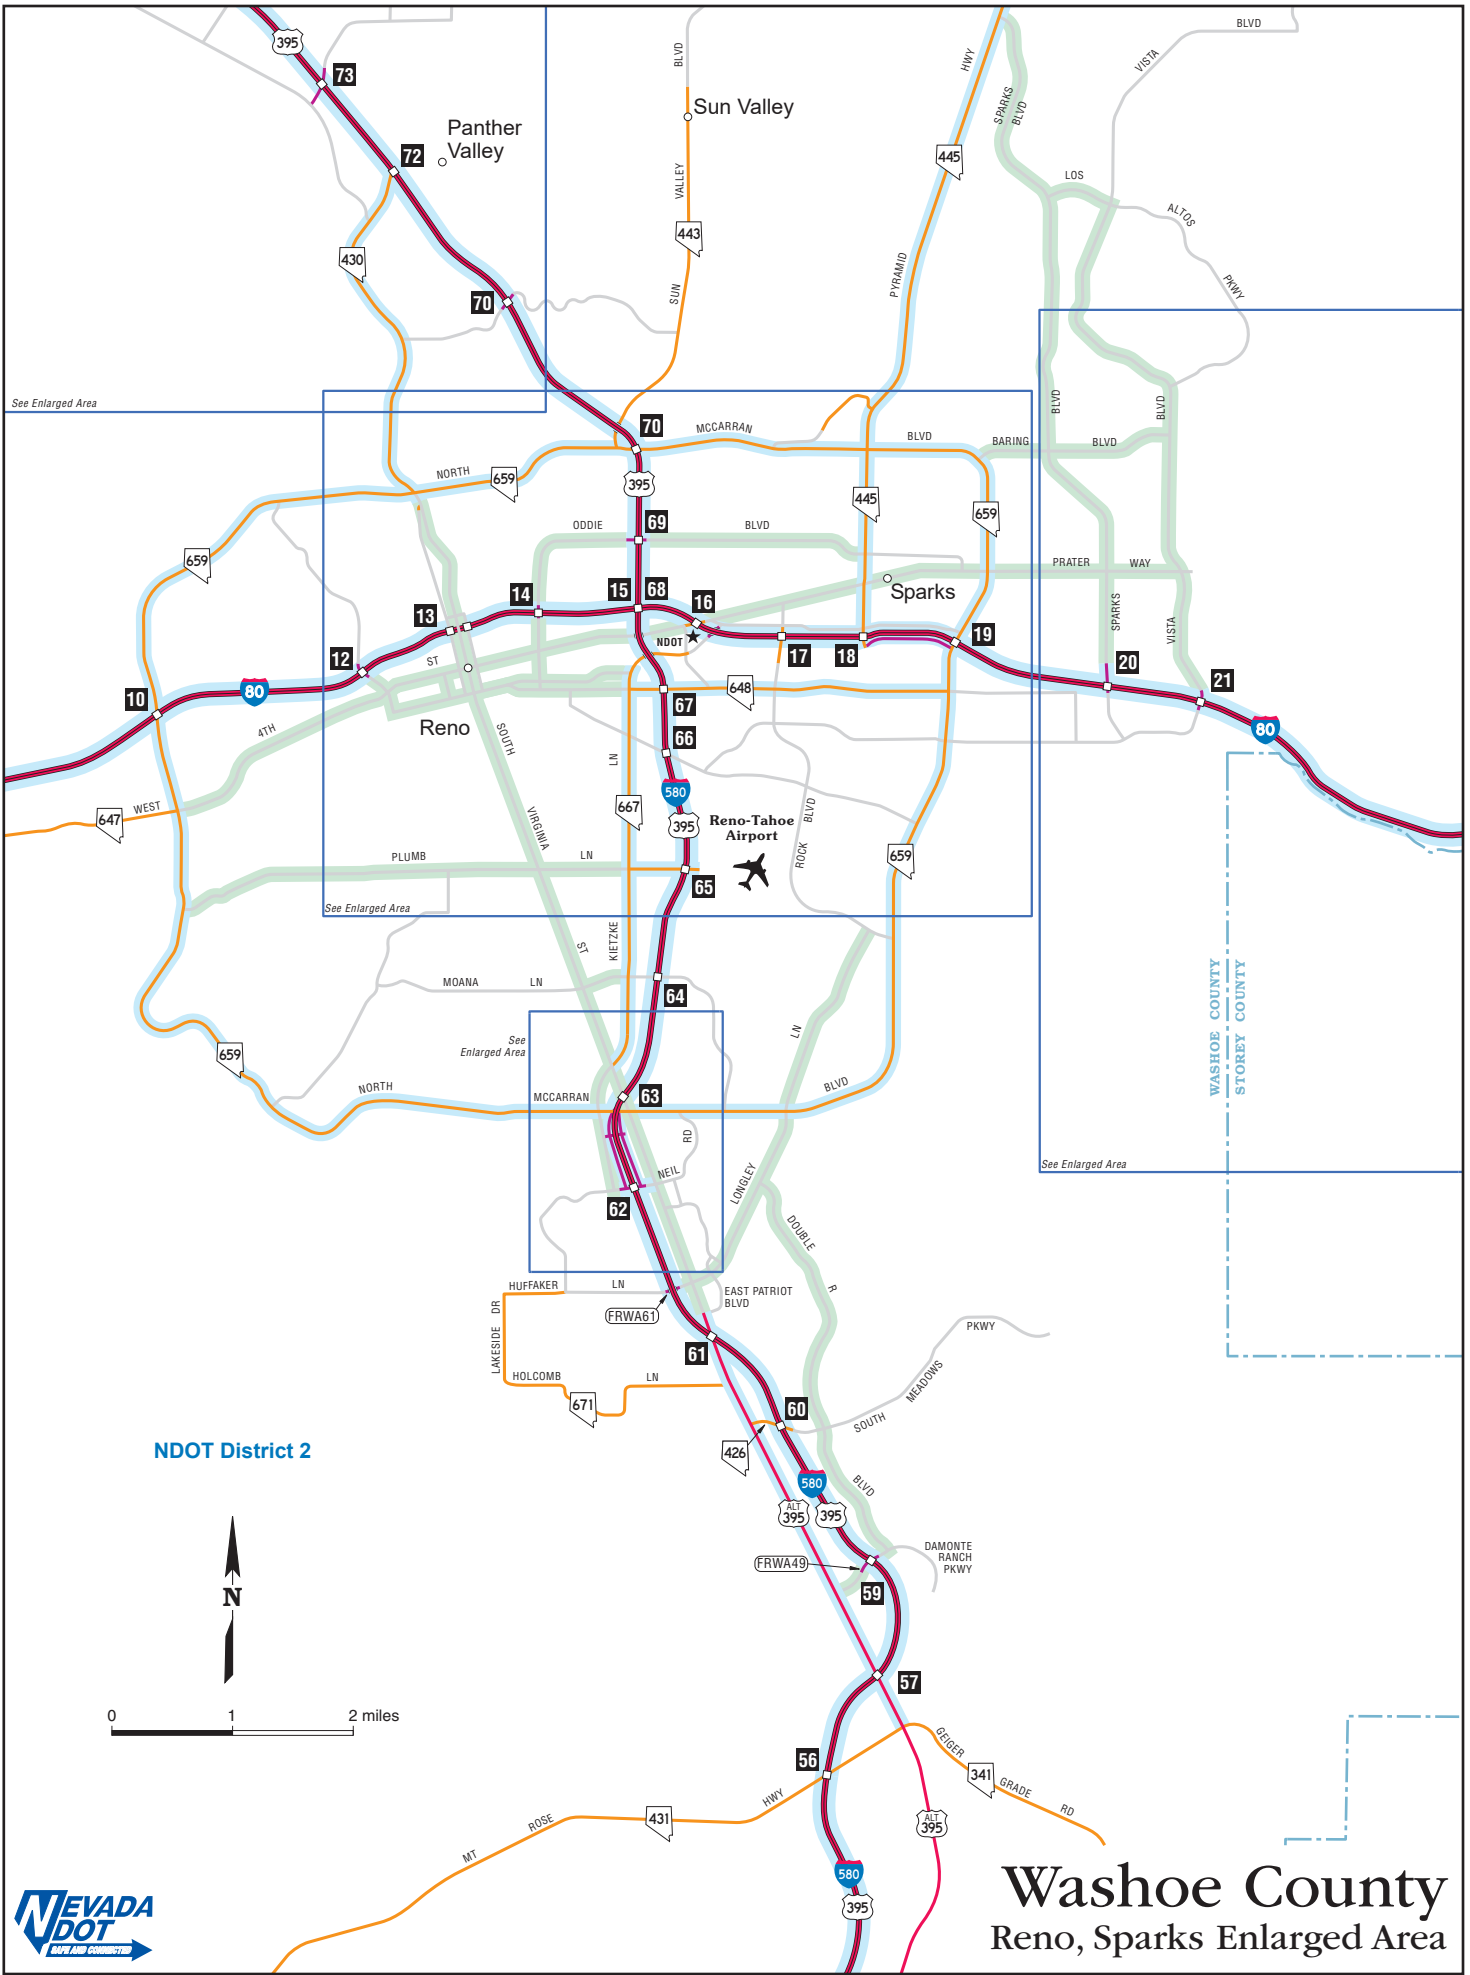 395
73
Panther
Valley
72
430
70
BLVD
Sun Valley
VALLEY
443
SUN
HWY
445
PYRAMID
SPARKS
BLVD
BLVD
VISTA
LOS
ALTOS
PKWY
See Enlarged Area
70
MCCARRAN
BLVD
BARING
BLVD
BLVD
BLVD
NORTH
659
395
445
659
659
ODDIE
69
BLVD
PRATER
WAY
Sparks
SPARKS
VISTA
14
15
68
16
13
12
ST
NDOT
17
18
19
20
21
10
80
Reno
648
67
66
80
4TH
SOUTH
LN
580
667
395
Reno-Tahoe
Airport
BLVD
ROCK
WEST
647
VIRGINIA
PLUMB
LN
65
659
See Enlarged Area
ST
KIETZKE
MOANA
LN
64
WASHOE COUNTY
STOREY COUNTY
See
Enlarged Area
LN
659
NORTH
MCCARRAN
63
BLVD
RD
NEIL
62
LONGLEY
See Enlarged Area
DOUBLE
R
HUFFAKER
LN
EAST PATRIOT
BLVD
FRWA61
LAKESIDE
DR
61
PKWY
HOLCOMB
LN
671
MEADOWS
60
SOUTH
426
NDOT District 2
580
BLVD
ALT
395
395
DAMONTE
RANCH
PKWY
FRWA49
59
N
57
0
1
2 miles
GEIGER
56
341
GRADE
RD
HWY
431
ROSE
MT
ALT
395
580
395
Washoe County
Reno, Sparks Enlarged Area
NEVADA
DOT
SAFE AND CONNECTED